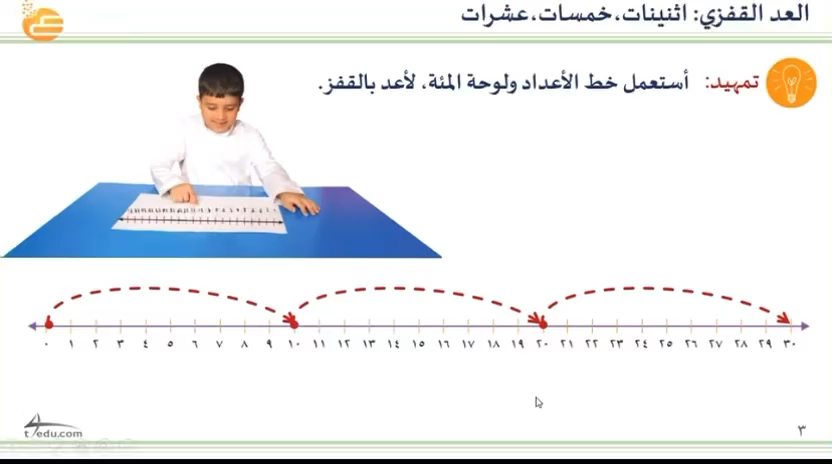 العد القفزي: اثنينات، خمسات، عشرات
تمهيد: أستعمل خط الأعداد ولوحة المئة، لأعد بالقفز.
٠ ١ ٢ ٣ ٤ ٥ ٦ ٧ ٨ ٩ ١٠ ١١ ١٢ ١٣ ١٤ ١٥ ١٦ ١٧ ١٨ ١٩ ٢٠ ٢١ ٢٢ ٢٣ ٢٤ ٢٥ ٢٦ ٢٧ ٢٨ ٢٩ ٣٠
t4edu.com
٣